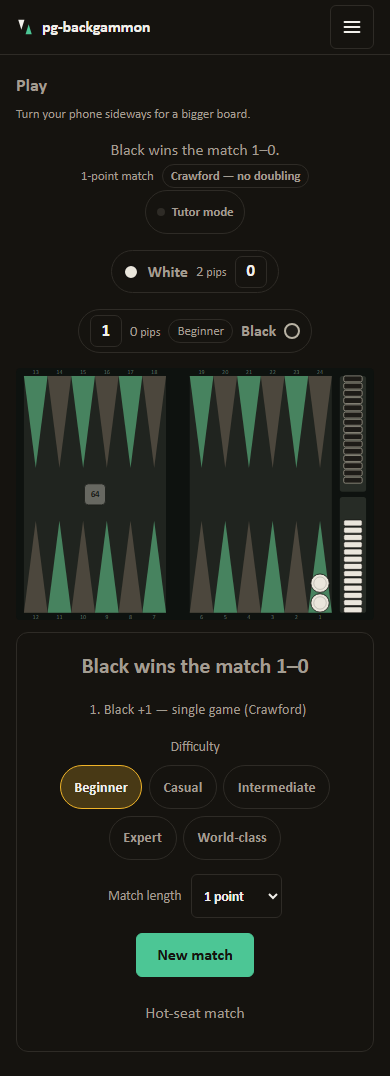 pg-backgammon
Play
Turn your phone sideways for a bigger board.
Black wins the match 1–0.
1-point match Crawford — no doubling
Tutor mode
White 2 pips 0
1 0 pips Beginner Black
13 14 15 16 17 18 19 20 21 22 23 24
64
12 11 10 9 8 7 6 5 4 3 2 1
Black wins the match 1–0
1. Black +1 — single game (Crawford)
Difficulty
Beginner Casual Intermediate
Expert World-class
Match length 1 point
New match
Hot-seat match